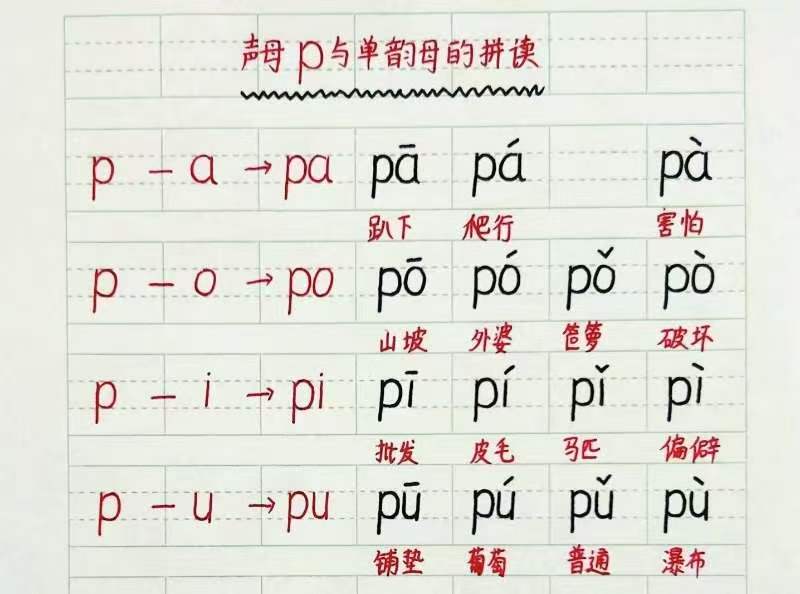 声母p与单韵母的拼读
p - a → pa pā pá pà
趴下 爬行 害怕
p - o → po pō pó pǒ pò
山坡 外婆 笸箩 破坏
p - i → pi pī pí pǐ pì
批发 皮毛 马匹 偏僻
p - u → pu pū pú pǔ pù
铺垫 葡萄 普通 瀑布